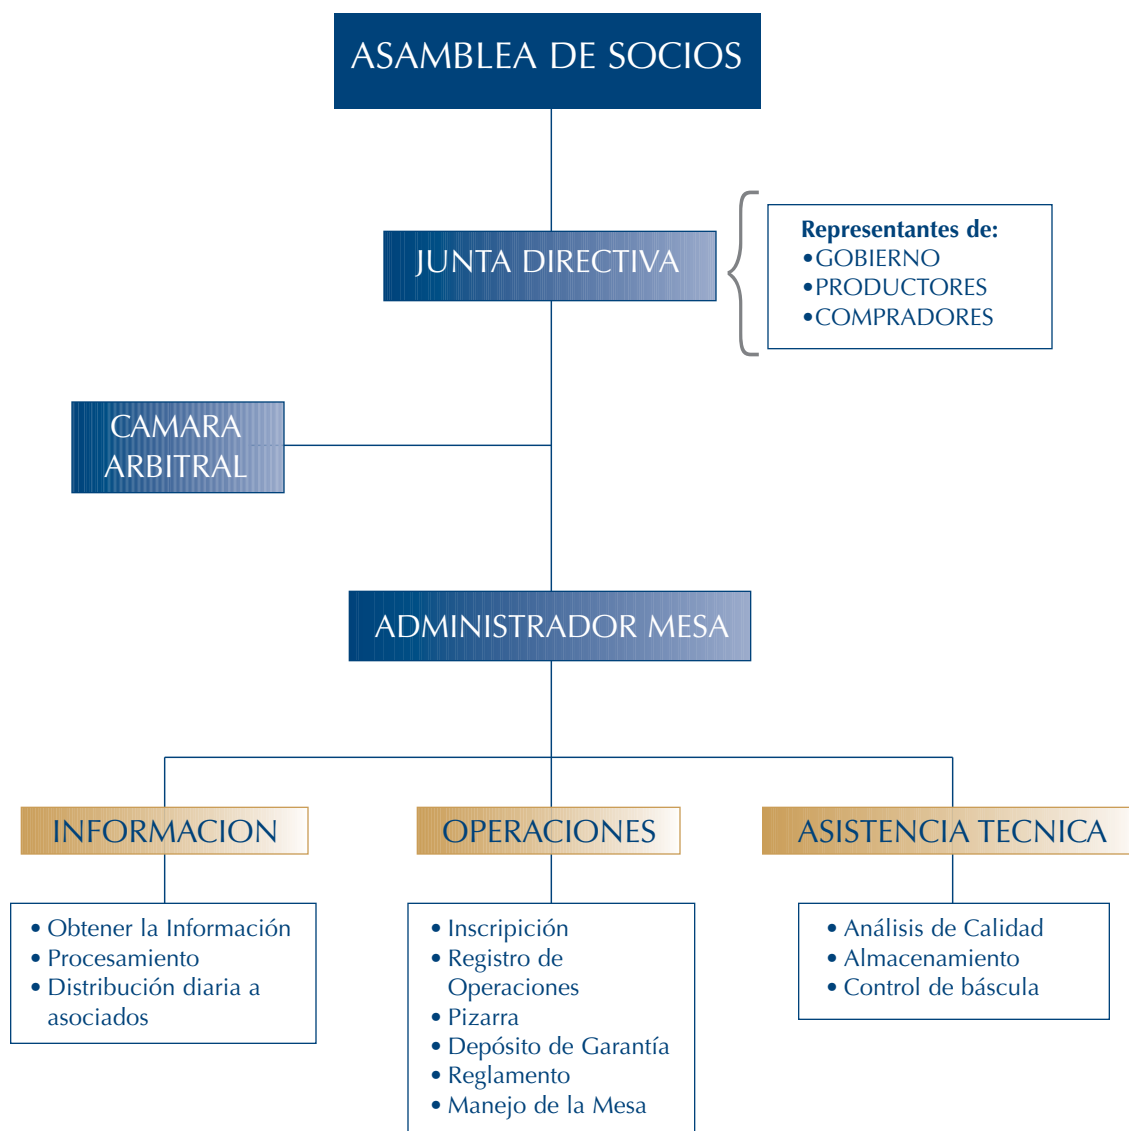 ASAMBLEA DE SOCIOS
JUNTA DIRECTIVA
Representantes de:
•GOBIERNO
•PRODUCTORES
•COMPRADORES
CAMARA
ARBITRAL
ADMINISTRADOR MESA
INFORMACION
• Obtener la Información
• Procesamiento
• Distribución diaria a
asociados
OPERACIONES
• Inscripición
• Registro de
Operaciones
• Pizarra
• Depósito de Garantía
• Reglamento
• Manejo de la Mesa
ASISTENCIA TECNICA
• Análisis de Calidad
• Almacenamiento
• Control de báscula